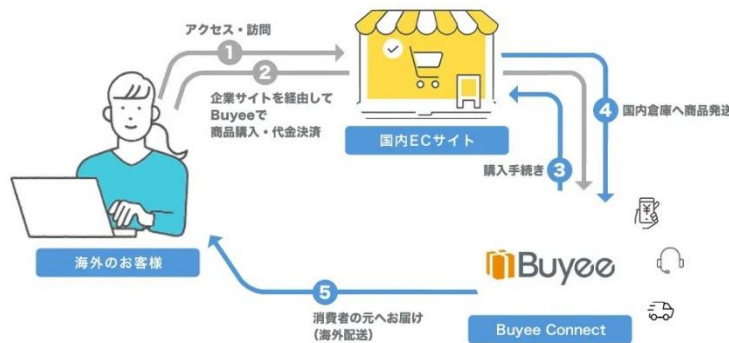 アクセス・訪問
1
2
企業サイトを経由して
Buyeeで
商品購入・代金決済
国内ECサイト
4
国内倉庫へ商品発送
購入手続き
3
¥
海外のお客様
Buyee
5
消費者の元へお届け
(海外配送)
Buyee Connect